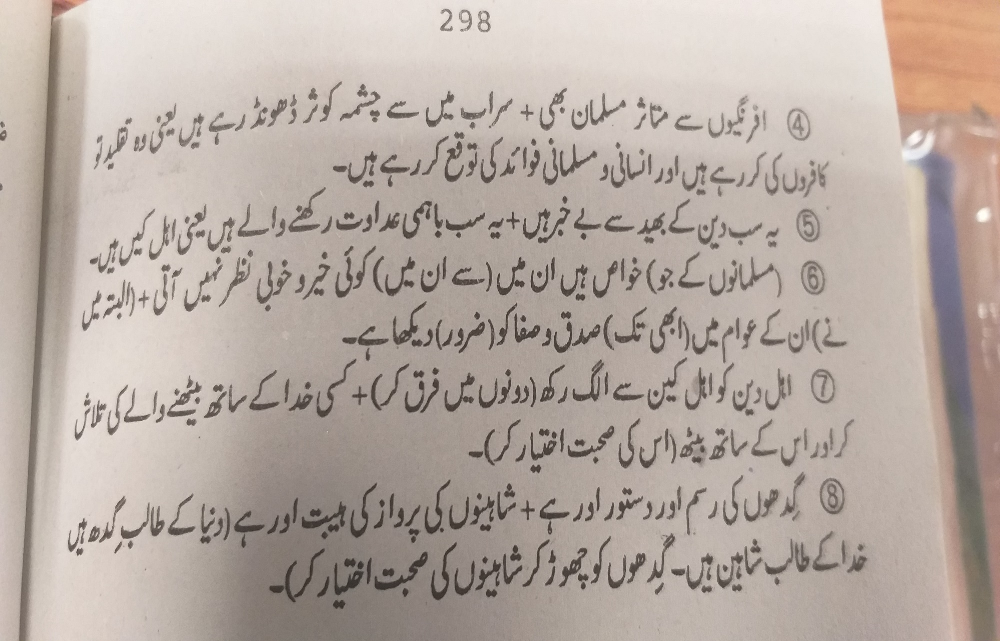 298
④ افرنگیوں سے متاثر مسلمان بھی + سراب میں سے چشمہ کوثر ڈھونڈ رہے ہیں یعنی وہ تقلید تو
کافروں کی کر رہے ہیں اور انسانی و مسلمانی فوائد کی توقع کر رہے ہیں۔
⑤ یہ سب دین کے بھید سے بے خبر ہیں + یہ سب باہمی عداوت رکھنے والے ہیں یعنی اہل کیں ہیں۔
⑥ (مسلمانوں کے جو) خواص ہیں ان میں (سے ان میں) کوئی خیر و خوبی نظر نہیں آتی + (البتہ میں
نے) ان کے عوام میں (ابھی تک) صدق و صفا کو (ضرور) دیکھا ہے۔
⑦ اہل دین کو اہل کین سے الگ رکھ (دونوں میں فرق کر) + کسی خدا کے ساتھ بیٹھنے والے کی تلاش
کر اور اس کے ساتھ بیٹھ (اس کی صحبت اختیار کر)۔
⑧ گِدھوں کی رسم اور دستور اور ہے + شاہینوں کی پرواز کی ہیبت اور ہے (دنیا کے طالب گِدھ ہیں
خدا کے طالب شاہین ہیں۔ گِدھوں کو چھوڑ کر شاہینوں کی صحبت اختیار کر)۔